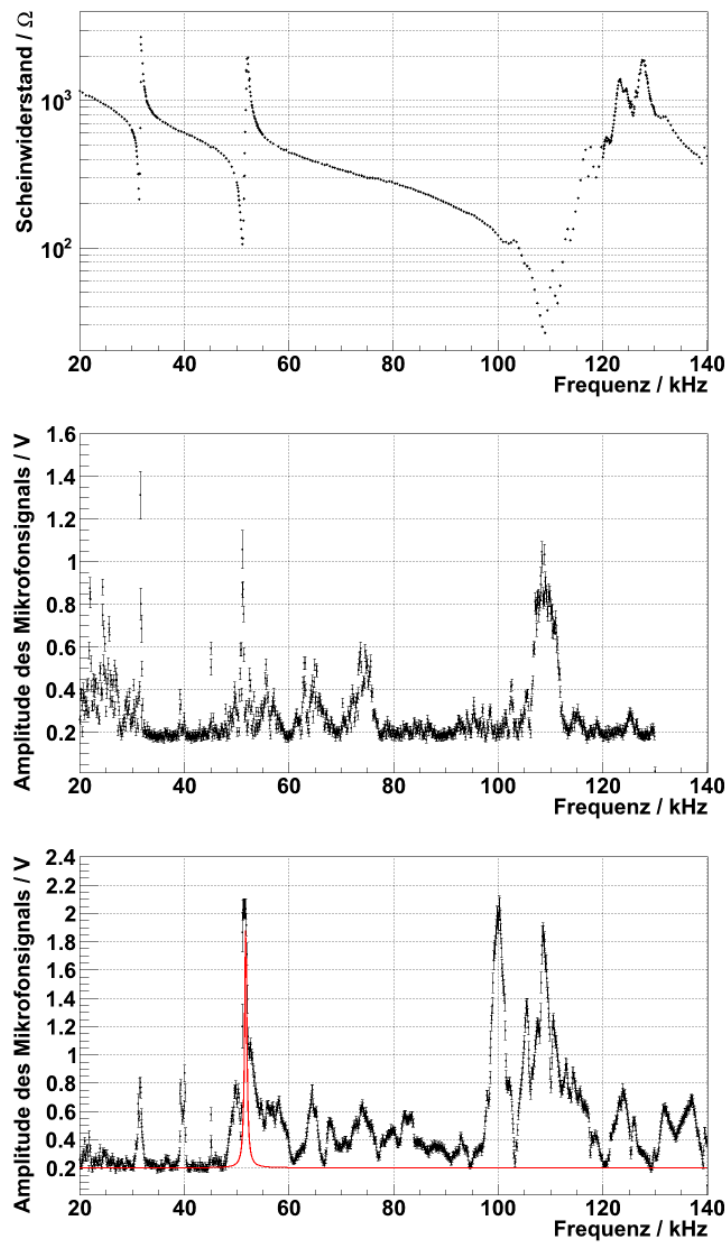 Scheinwiderstand / Ω
10³
10²
20 40 60 80 100 120 140
Frequenz / kHz
Amplitude des Mikrofonsignals / V
1.6
1.4
1.2
1
0.8
0.6
0.4
0.2
20 40 60 80 100 120 140
Frequenz / kHz
Amplitude des Mikrofonsignals / V
2.4
2.2
2
1.8
1.6
1.4
1.2
1
0.8
0.6
0.4
0.2
20 40 60 80 100 120 140
Frequenz / kHz